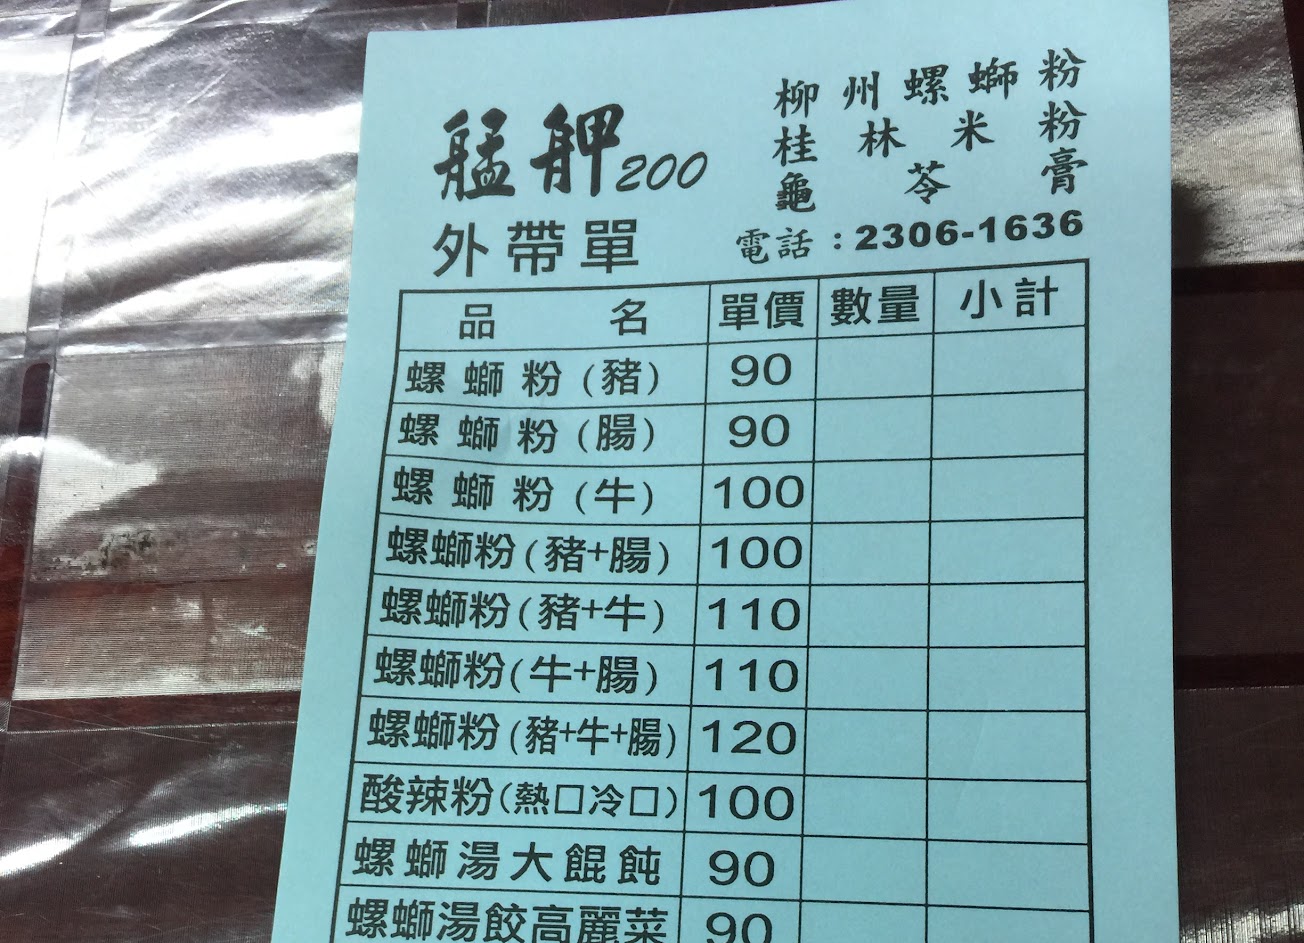 艋舺200
外帶單
柳州螺螄粉
桂林米粉
龜苓膏
電話：2306-1636
品名 單價 數量 小計
螺螄粉(豬) 90
螺螄粉(腸) 90
螺螄粉(牛) 100
螺螄粉(豬+腸) 100
螺螄粉(豬+牛) 110
螺螄粉(牛+腸) 110
螺螄粉(豬+牛+腸) 120
酸辣粉(熱□冷□) 100
螺螄湯大餛飩 90
螺螄湯餃高麗菜 90